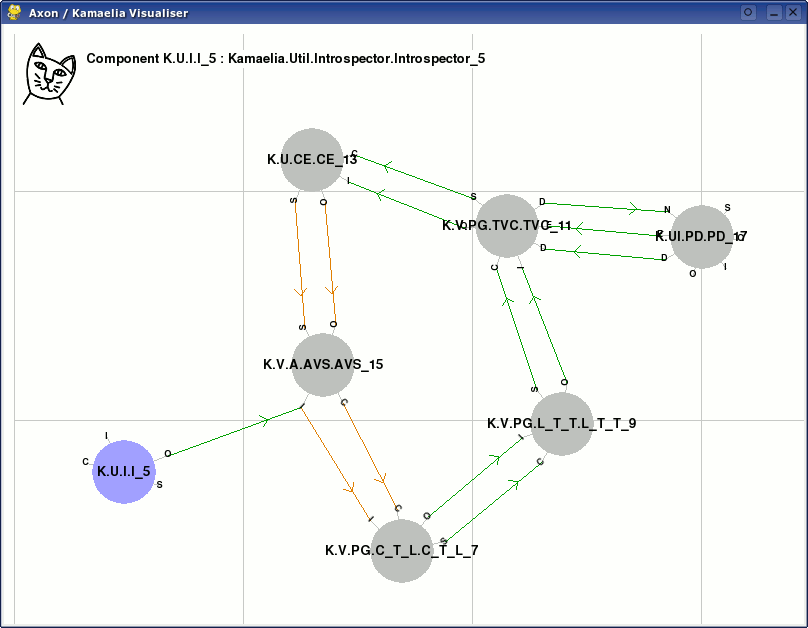 Axon / Kamaelia Visualiser
Component K.U.I.I_5 : Kamaelia.Util.Introspector.Introspector_5
K.U.CE.CE_13
C
I
S
O
S
K.V.PG.TVC.TVC_11
D
D
C
I
N
S
K.UI.PD.PD_17
D
O
I
S
O
K.V.A.AVS.AVS_15
I
C
S
O
K.V.PG.L_T_T.L_T_T_9
I
C
I
C
O
S
K.U.I.I_5
I
C
O
S
K.V.PG.C_T_L.C_T_L_7